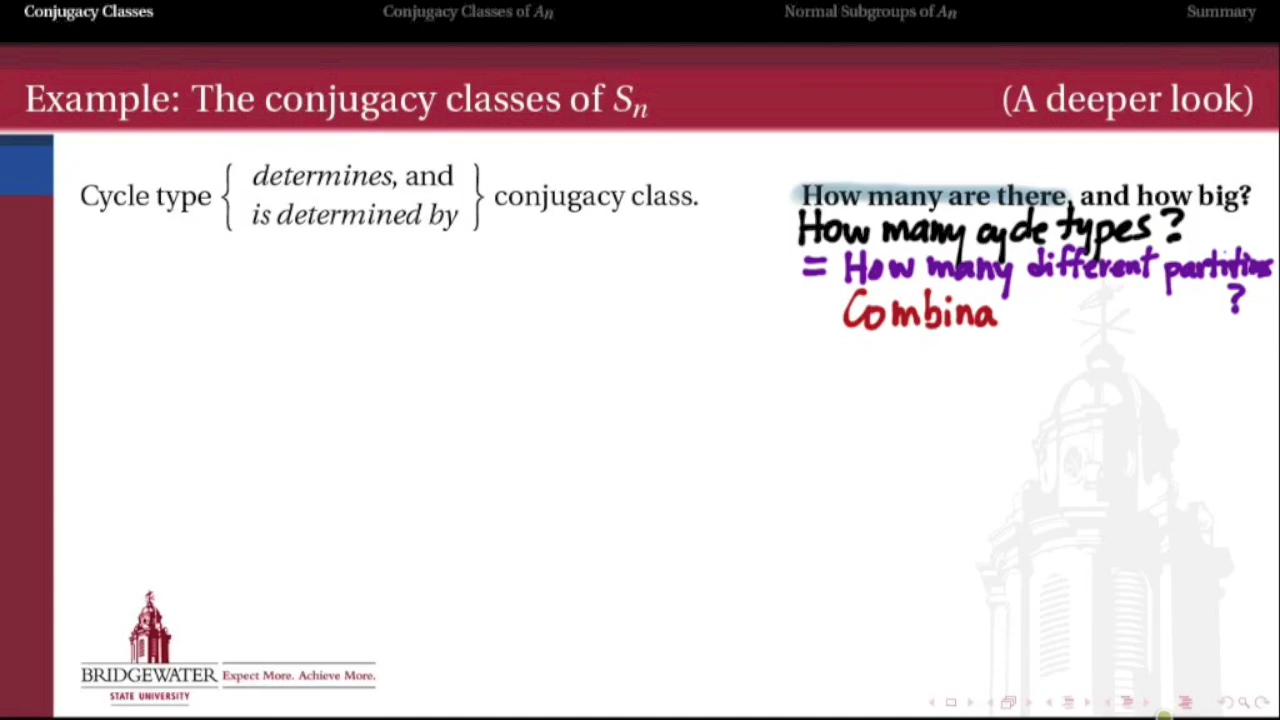 Conjugacy Classes Conjugacy Classes of Aₙ Normal Subgroups of Aₙ Summary
Example: The conjugacy classes of Sₙ (A deeper look)
Cycle type { determines, and
is determined by } conjugacy class.
How many are there, and how big?
How many cycle types?
= How many different partitions
?
Combina
BRIDGEWATER
STATE UNIVERSITY
Expect More. Achieve More.